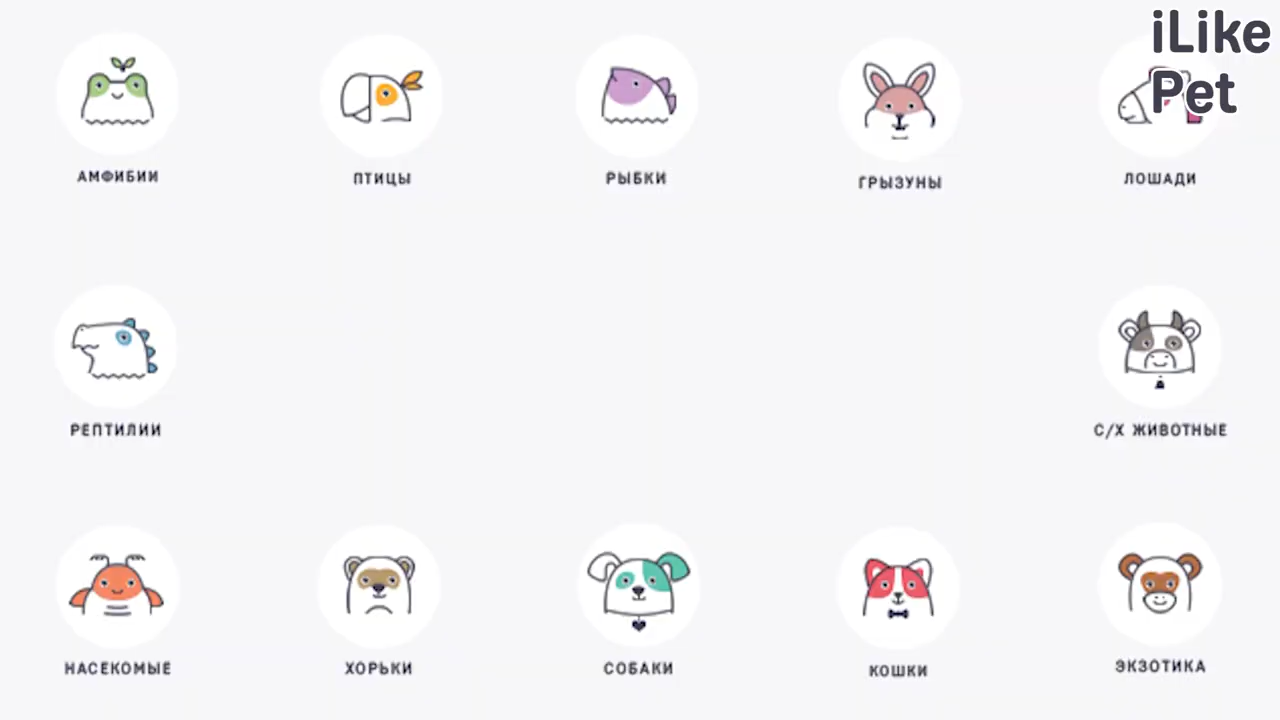 iLike
Pet
АМФИБИИ
ПТИЦЫ
РЫБКИ
ГРЫЗУНЫ
ЛОШАДИ
РЕПТИЛИИ
С/Х ЖИВОТНЫЕ
НАСЕКОМЫЕ
ХОРЬКИ
СОБАКИ
КОШКИ
ЭКЗОТИКА